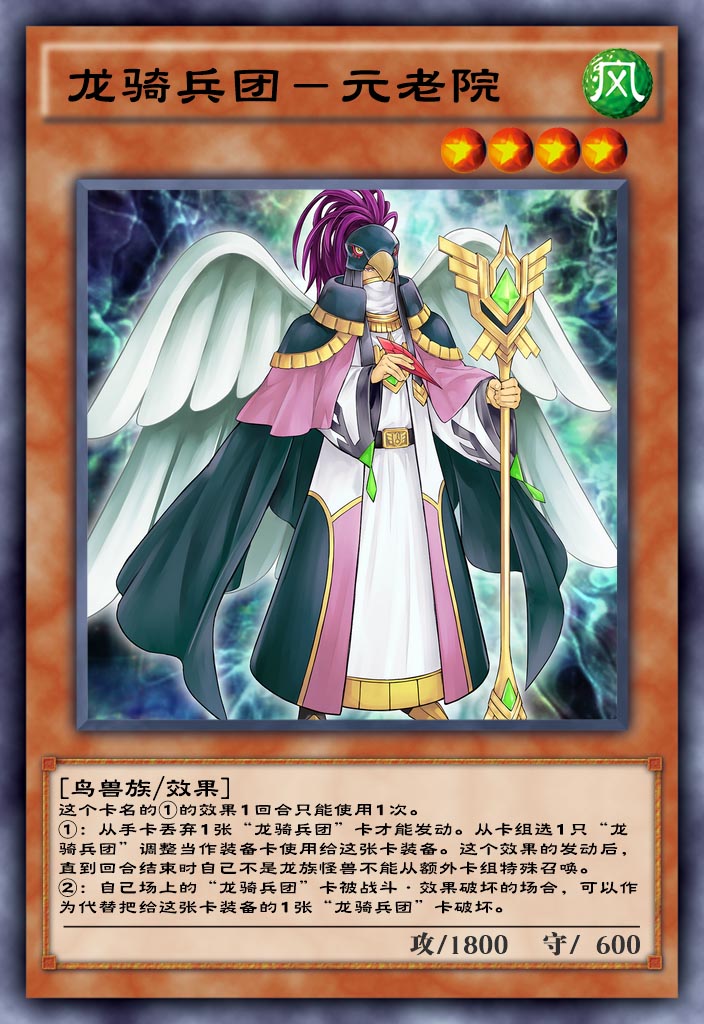 龙骑兵团－元老院
风
[鸟兽族/效果]
这个卡名的①的效果1回合只能使用1次。
①：从手卡丢弃1张“龙骑兵团”卡才能发动。从卡组选1只“龙
骑兵团”调整当作装备卡使用给这张卡装备。这个效果的发动后，
直到回合结束时自己不是龙族怪兽不能从额外卡组特殊召唤。
②：自己场上的“龙骑兵团”卡被战斗·效果破坏的场合，可以作
为代替把给这张卡装备的1张“龙骑兵团”卡破坏。
攻/1800 守/ 600